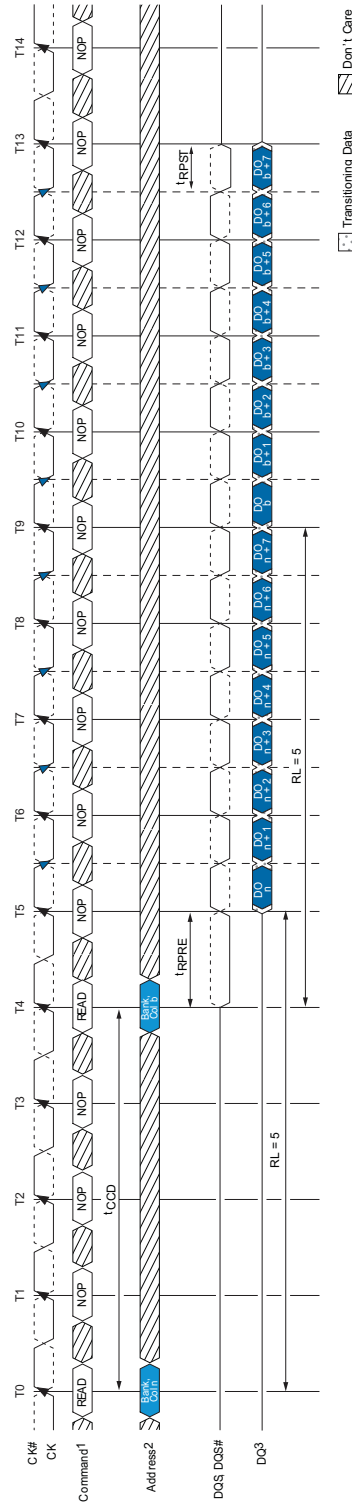 T0 T1 T2 T3 T4 T5 T6 T7 T8 T9 T10 T11 T12 T13 T14
CK#
CK
Command1 READ NOP NOP NOP READ NOP NOP NOP NOP NOP NOP NOP NOP NOP NOP
tCCD
Address2 Bank, Bank,
Col n Col b
tRPRE tRPST
DQS, DQS#
DQ3 DO DO DO DO DO DO DO DO DO DO DO DO DO DO DO DO
n n + 1 n + 2 n + 3 n + 4 n + 5 n + 6 n + 7 b b + 1 b + 2 b + 3 b + 4 b + 5 b + 6 b + 7
RL = 5
RL = 5
Transitioning Data Don't Care